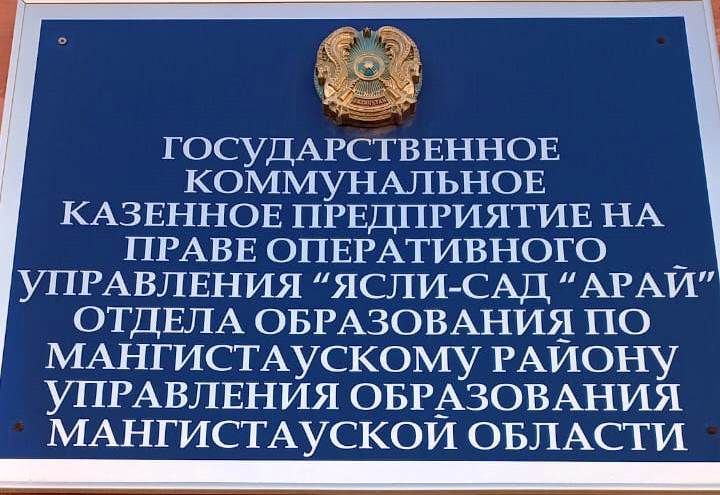 ГОСУДАРСТВЕННОЕ
КОММУНАЛЬНОЕ
КАЗЕННОЕ ПРЕДПРИЯТИЕ НА
ПРАВЕ ОПЕРАТИВНОГО
УПРАВЛЕНИЯ “ЯСЛИ-САД “АРАЙ”
ОТДЕЛА ОБРАЗОВАНИЯ ПО
МАНГИСТАУСКОМУ РАЙОНУ
УПРАВЛЕНИЯ ОБРАЗОВАНИЯ
МАНГИСТАУСКОЙ ОБЛАСТИ